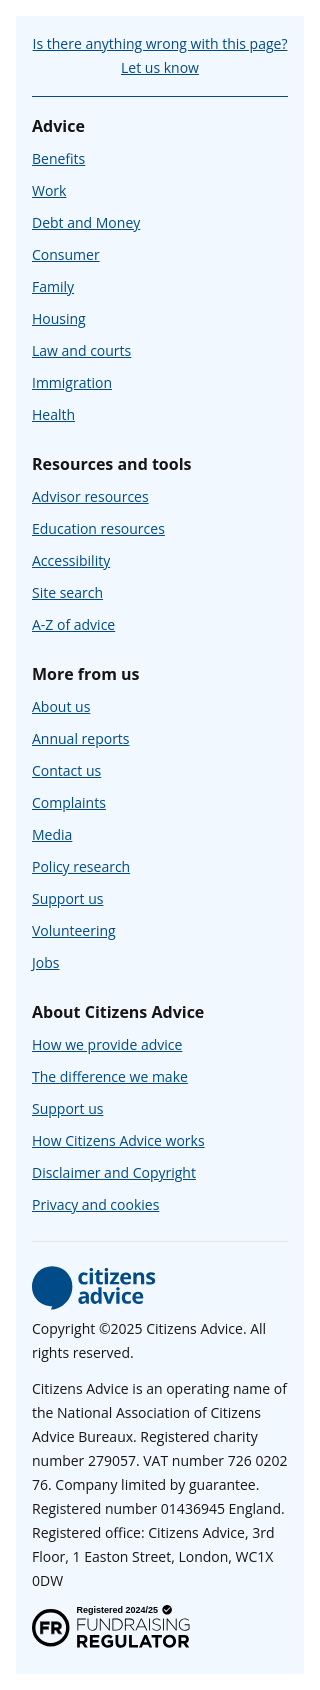 Is there anything wrong with this page?
Let us know
Advice
Benefits
Work
Debt and Money
Consumer
Family
Housing
Law and courts
Immigration
Health
Resources and tools
Advisor resources
Education resources
Accessibility
Site search
A-Z of advice
More from us
About us
Annual reports
Contact us
Complaints
Media
Policy research
Support us
Volunteering
Jobs
About Citizens Advice
How we provide advice
The difference we make
Support us
How Citizens Advice works
Disclaimer and Copyright
Privacy and cookies
citizens
advice
Copyright ©2025 Citizens Advice. All
rights reserved.
Citizens Advice is an operating name of
the National Association of Citizens
Advice Bureaux. Registered charity
number 279057. VAT number 726 0202
76. Company limited by guarantee.
Registered number 01436945 England.
Registered office: Citizens Advice, 3rd
Floor, 1 Easton Street, London, WC1X
0DW
Registered 2024/25
FR FUNDRAISING
REGULATOR